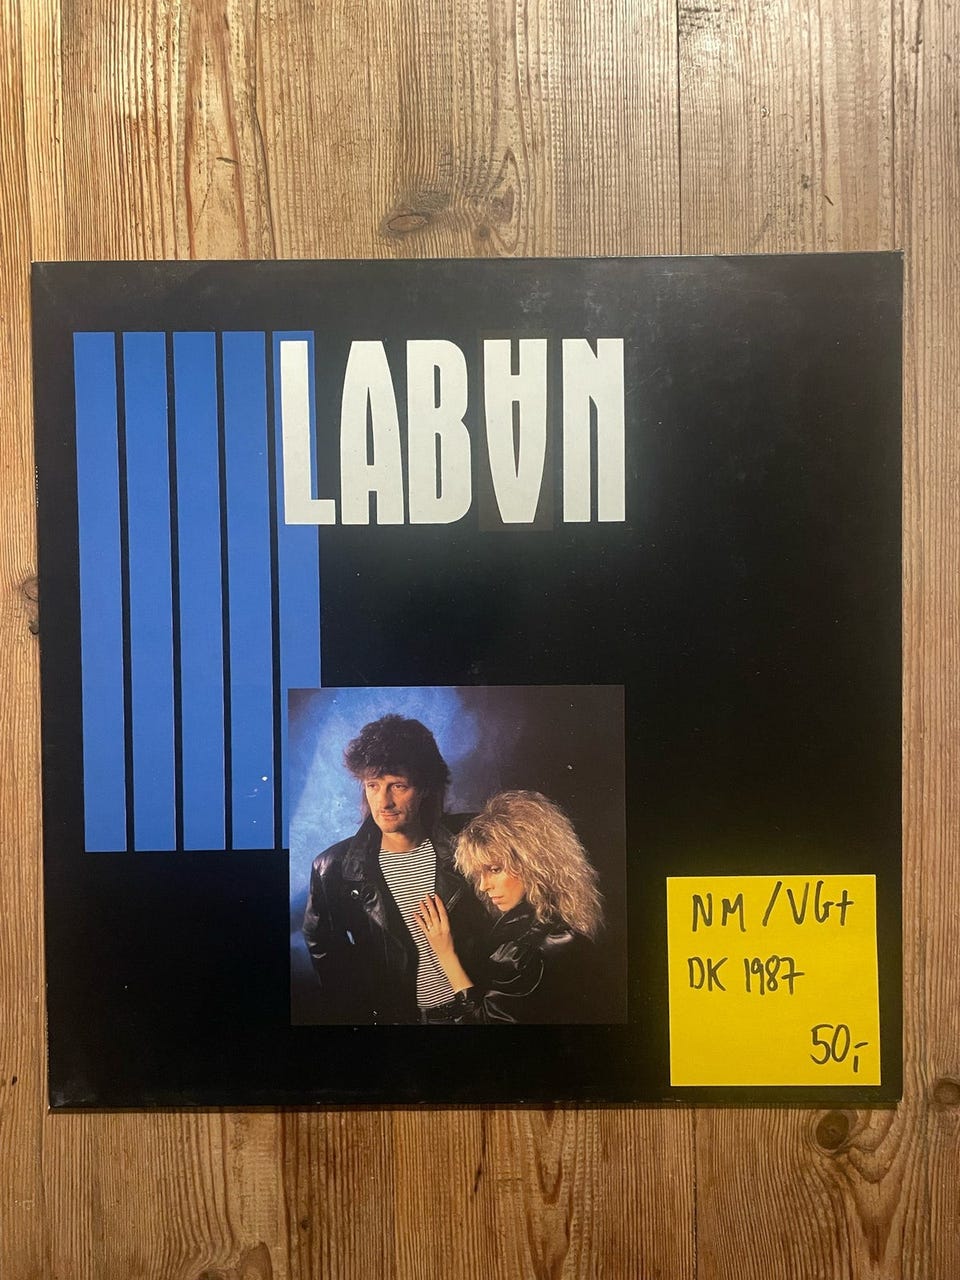 LABAN
NM/VG+
DK 1987
50,-